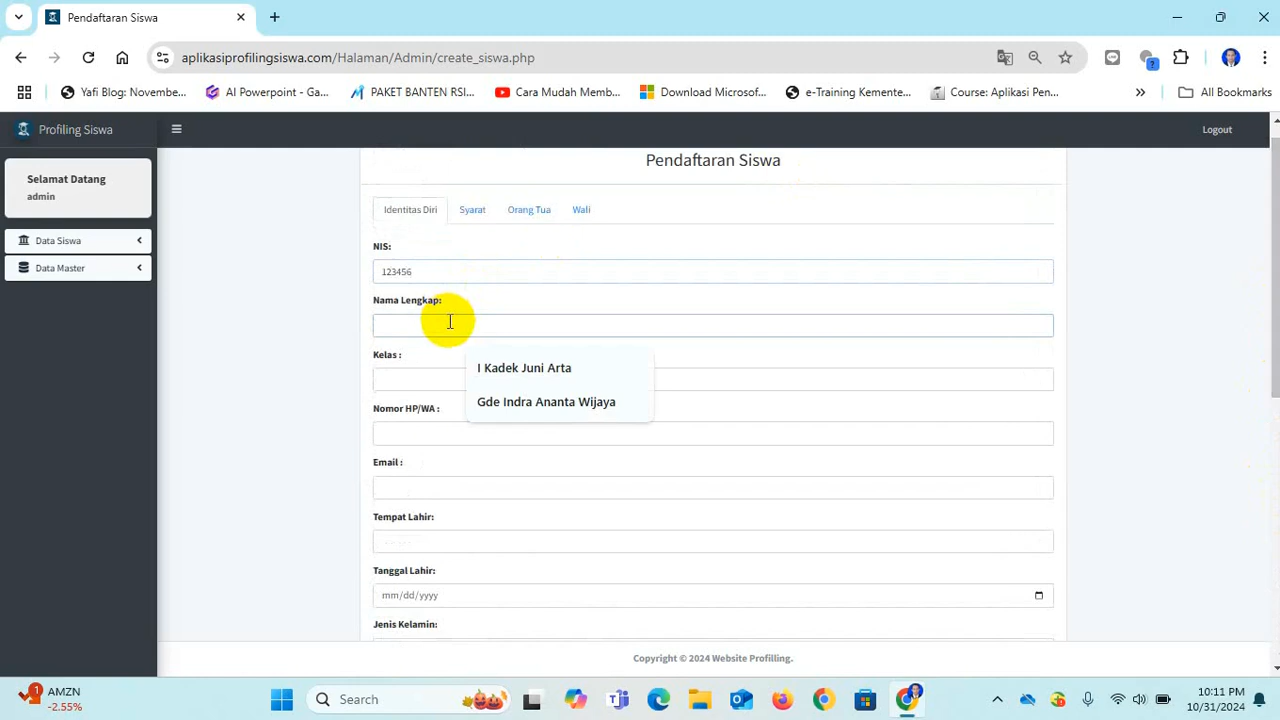 Pendaftaran Siswa
aplikasiprofilingsiswa.com/Halaman/Admin/create_siswa.php
Yafi Blog: Novembe...
AI Powerpoint - Ga...
PAKET BANTEN RSI...
Cara Mudah Memb...
Download Microsof...
e-Training Kemente...
Course: Aplikasi Pen...
All Bookmarks
Profiling Siswa
Logout
Selamat Datang
admin
Data Siswa
Data Master
Pendaftaran Siswa
Identitas Diri Syarat Orang Tua Wali
NIS:
123456
Nama Lengkap:
I Kadek Juni Arta
Gde Indra Ananta Wijaya
Kelas :
Nomor HP/WA :
Email :
Tempat Lahir:
Tanggal Lahir:
mm/dd/yyyy
Jenis Kelamin:
Copyright © 2024 Website Profilling.
1
AMZN
-2.55%
Search
10:11 PM
10/31/2024